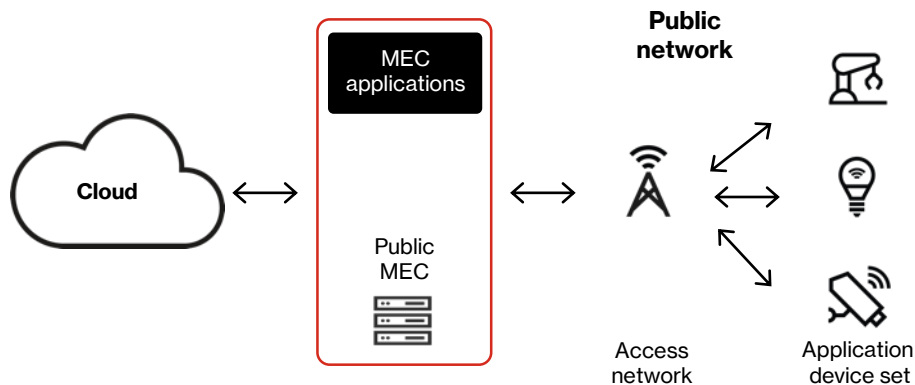 Public
network
MEC
applications
Cloud
Public
MEC
Access
network
Application
device set